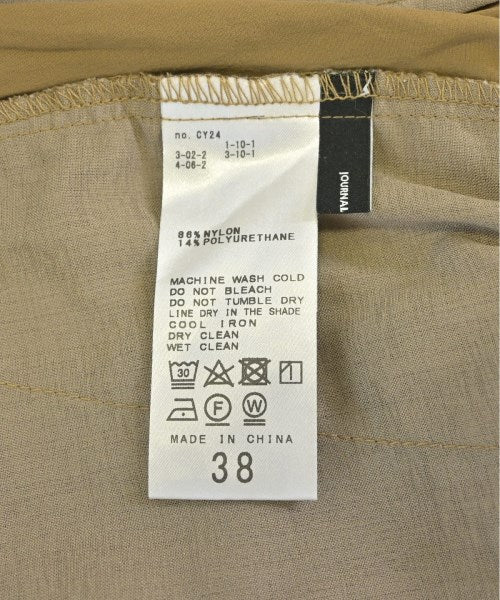 no. CY24
1-10-1
3-02-2 3-10-1
4-06-2
JOURNAL
86% NYLON
14% POLYURETHANE
MACHINE WASH COLD
DO NOT BLEACH
DO NOT TUMBLE DRY
LINE DRY IN THE SHADE
COOL IRON
DRY CLEAN
WET CLEAN
30
F W
MADE IN CHINA
38